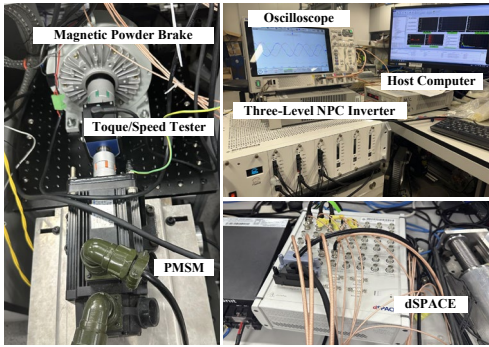 Magnetic Powder Brake
Toque/Speed Tester
PMSM
Oscilloscope
Host Computer
Three-Level NPC Inverter
dSPACE